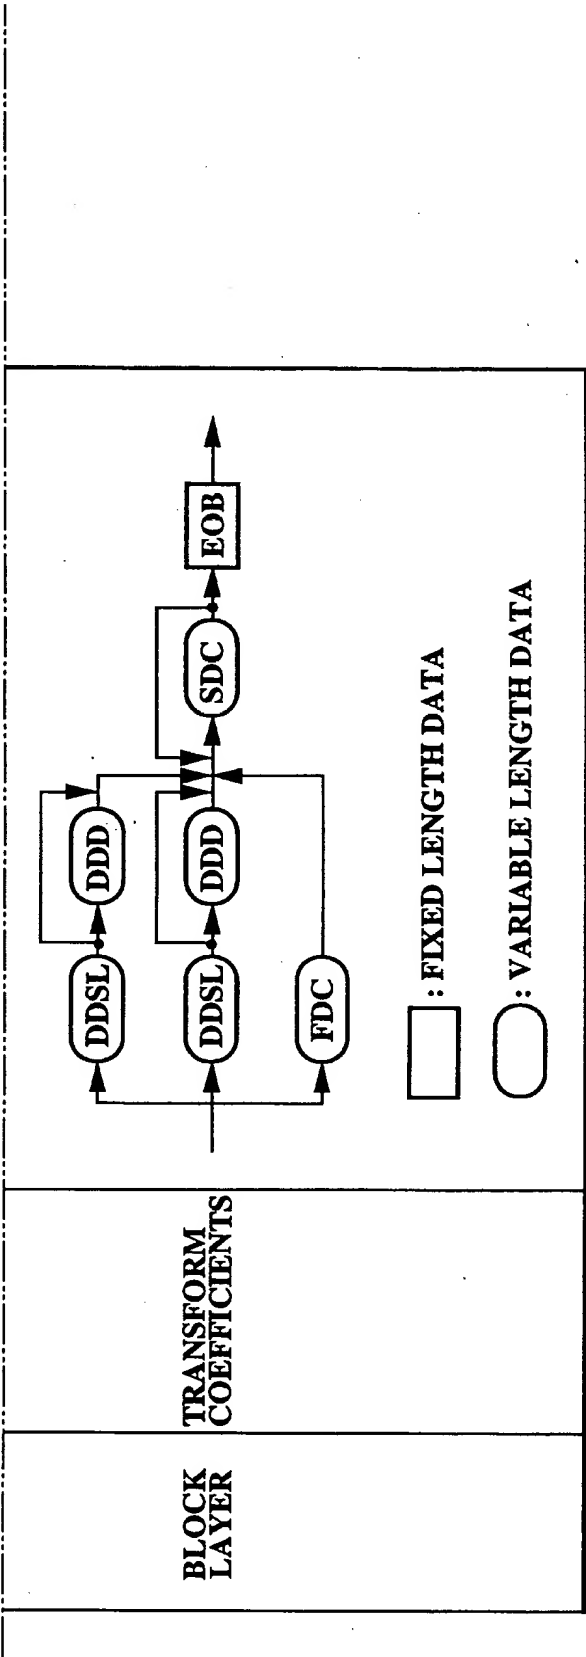 BLOCK
LAYER
TRANSFORM
COEFFICIENTS
DDSL
DDD
DDSL
DDD
SDC
EOB
FDC
: FIXED LENGTH DATA
: VARIABLE LENGTH DATA